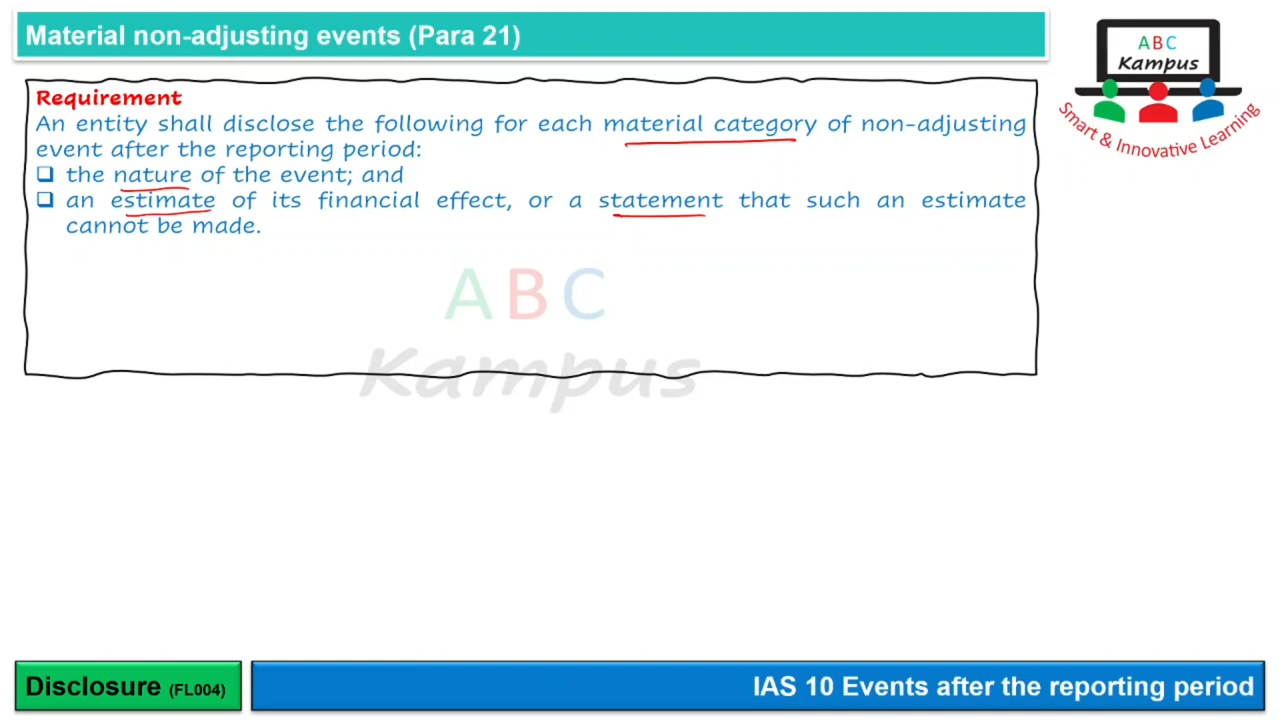 Material non-adjusting events (Para 21)
A B C
Kampus
Smart & Innovative Learning
Requirement
An entity shall disclose the following for each material category of non-adjusting
event after the reporting period:
❑ the nature of the event; and
❑ an estimate of its financial effect, or a statement that such an estimate
cannot be made.
A B C
Kampus
Disclosure (FL004)
IAS 10 Events after the reporting period